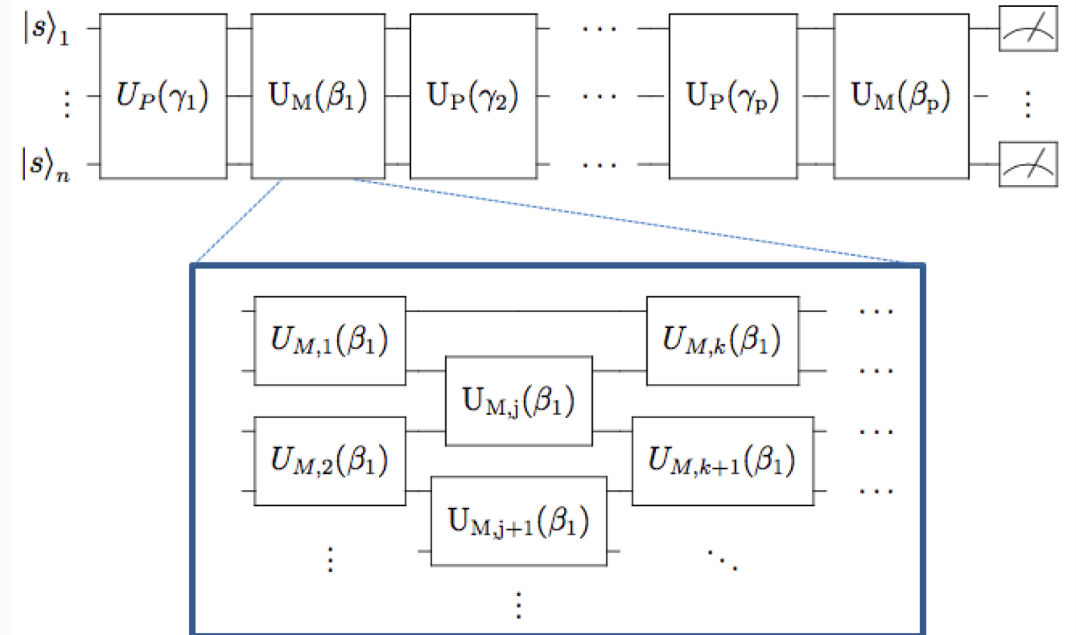 |s⟩₁ ⋯
U_P(γ₁) U_M(β₁) U_P(γ₂) ⋯ U_P(γ_p) U_M(β_p)
⋮ ⋮
|s⟩ₙ ⋯
U_{M,1}(β₁) U_{M,k}(β₁) ⋯
⋯
U_{M,j}(β₁)
U_{M,2}(β₁) U_{M,k+1}(β₁) ⋯
⋯
U_{M,j+1}(β₁)
⋮ ⋱
⋮